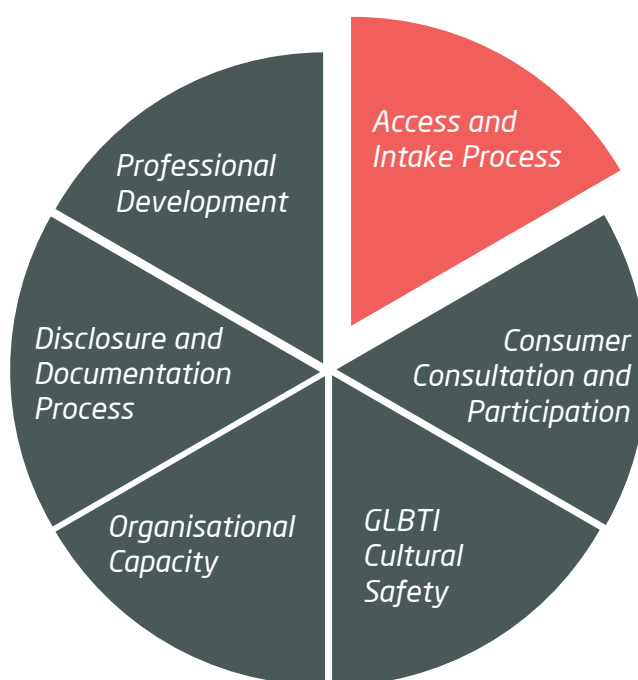 Access and
Intake Process
Consumer
Consultation and
Participation
GLBTI
Cultural
Safety
Organisational
Capacity
Disclosure and
Documentation
Process
Professional
Development